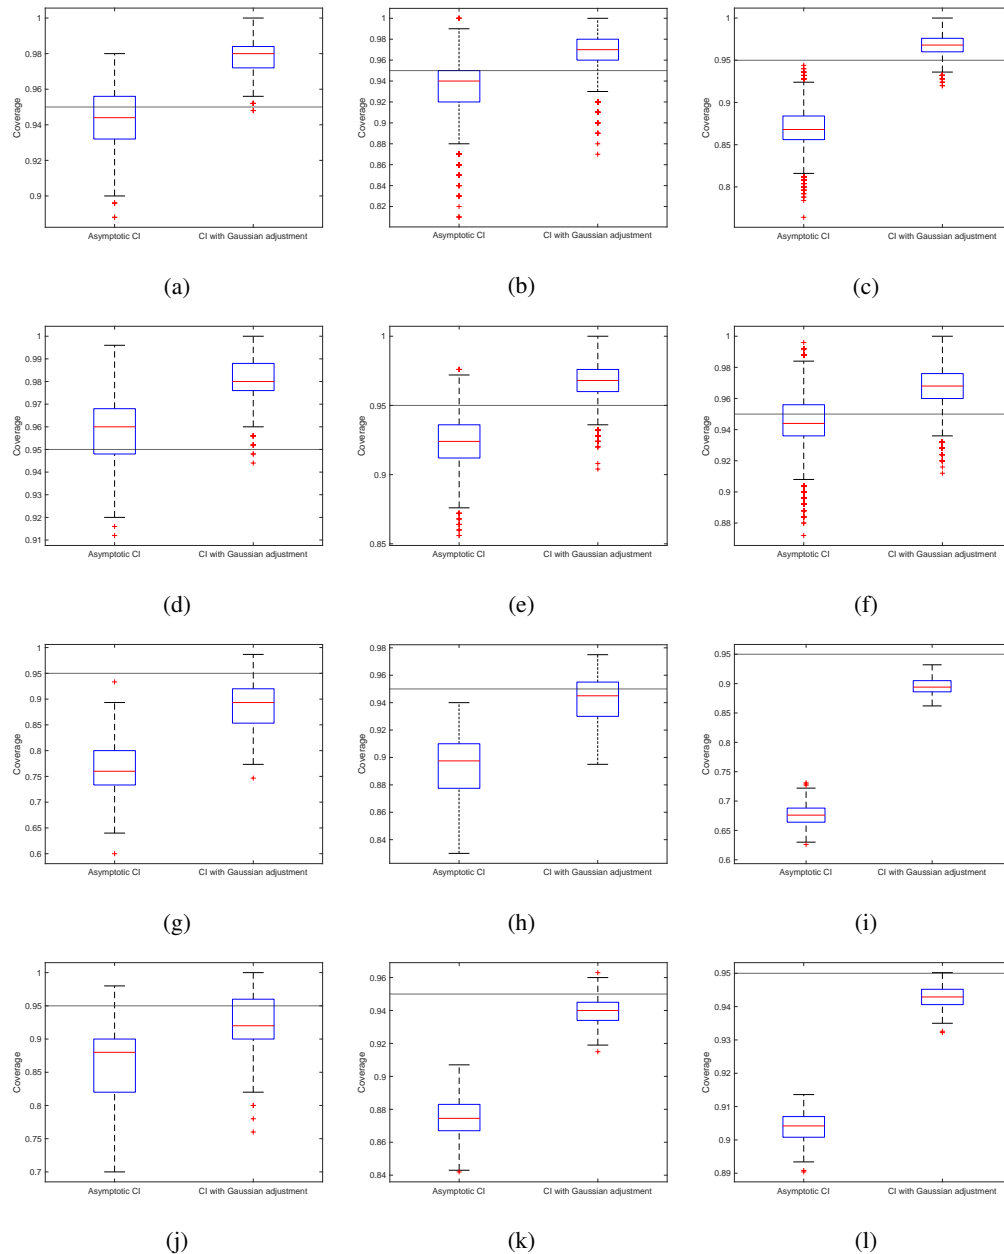 1
0.98
0.96
0.94
0.92
0.9
Coverage
Asymptotic CI
CI with Gaussian adjustment
(a)
1
0.98
0.96
0.94
0.92
0.9
0.88
0.86
0.84
0.82
Coverage
Asymptotic CI
CI with Gaussian adjustment
(b)
1
0.95
0.9
0.85
0.8
Coverage
Asymptotic CI
CI with Gaussian adjustment
(c)
1
0.99
0.98
0.97
0.96
0.95
0.94
0.93
0.92
0.91
Coverage
Asymptotic CI
CI with Gaussian adjustment
(d)
1
0.95
0.9
0.85
Coverage
Asymptotic CI
CI with Gaussian adjustment
(e)
1
0.98
0.96
0.94
0.92
0.9
0.88
Coverage
Asymptotic CI
CI with Gaussian adjustment
(f)
1
0.95
0.9
0.85
0.8
0.75
0.7
0.65
0.6
Coverage
Asymptotic CI
CI with Gaussian adjustment
(g)
0.98
0.96
0.94
0.92
0.9
0.88
0.86
0.84
Coverage
Asymptotic CI
CI with Gaussian adjustment
(h)
0.95
0.9
0.85
0.8
0.75
0.7
0.65
0.6
Coverage
Asymptotic CI
CI with Gaussian adjustment
(i)
1
0.95
0.9
0.85
0.8
0.75
0.7
Coverage
Asymptotic CI
CI with Gaussian adjustment
(j)
0.96
0.94
0.92
0.9
0.88
0.86
0.84
Coverage
Asymptotic CI
CI with Gaussian adjustment
(k)
0.95
0.94
0.93
0.92
0.91
0.9
0.89
Coverage
Asymptotic CI
CI with Gaussian adjustment
(l)